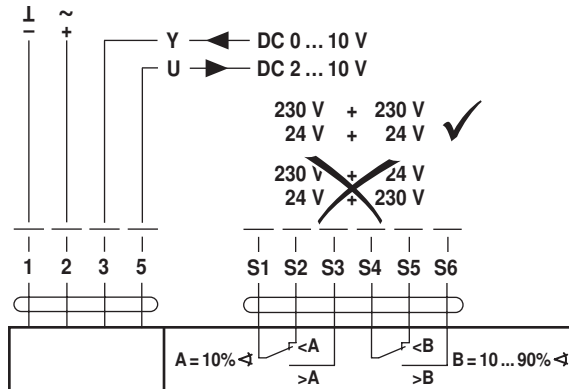 ⊥ ~
− +
Y DC 0 ... 10 V
U DC 2 ... 10 V
230 V + 230 V
24 V + 24 V
230 V + 24 V
24 V + 230 V
1 2 3 5 S1 S2 S3 S4 S5 S6
A = 10% ∢ <A <B B = 10 ... 90% ∢
>A >B